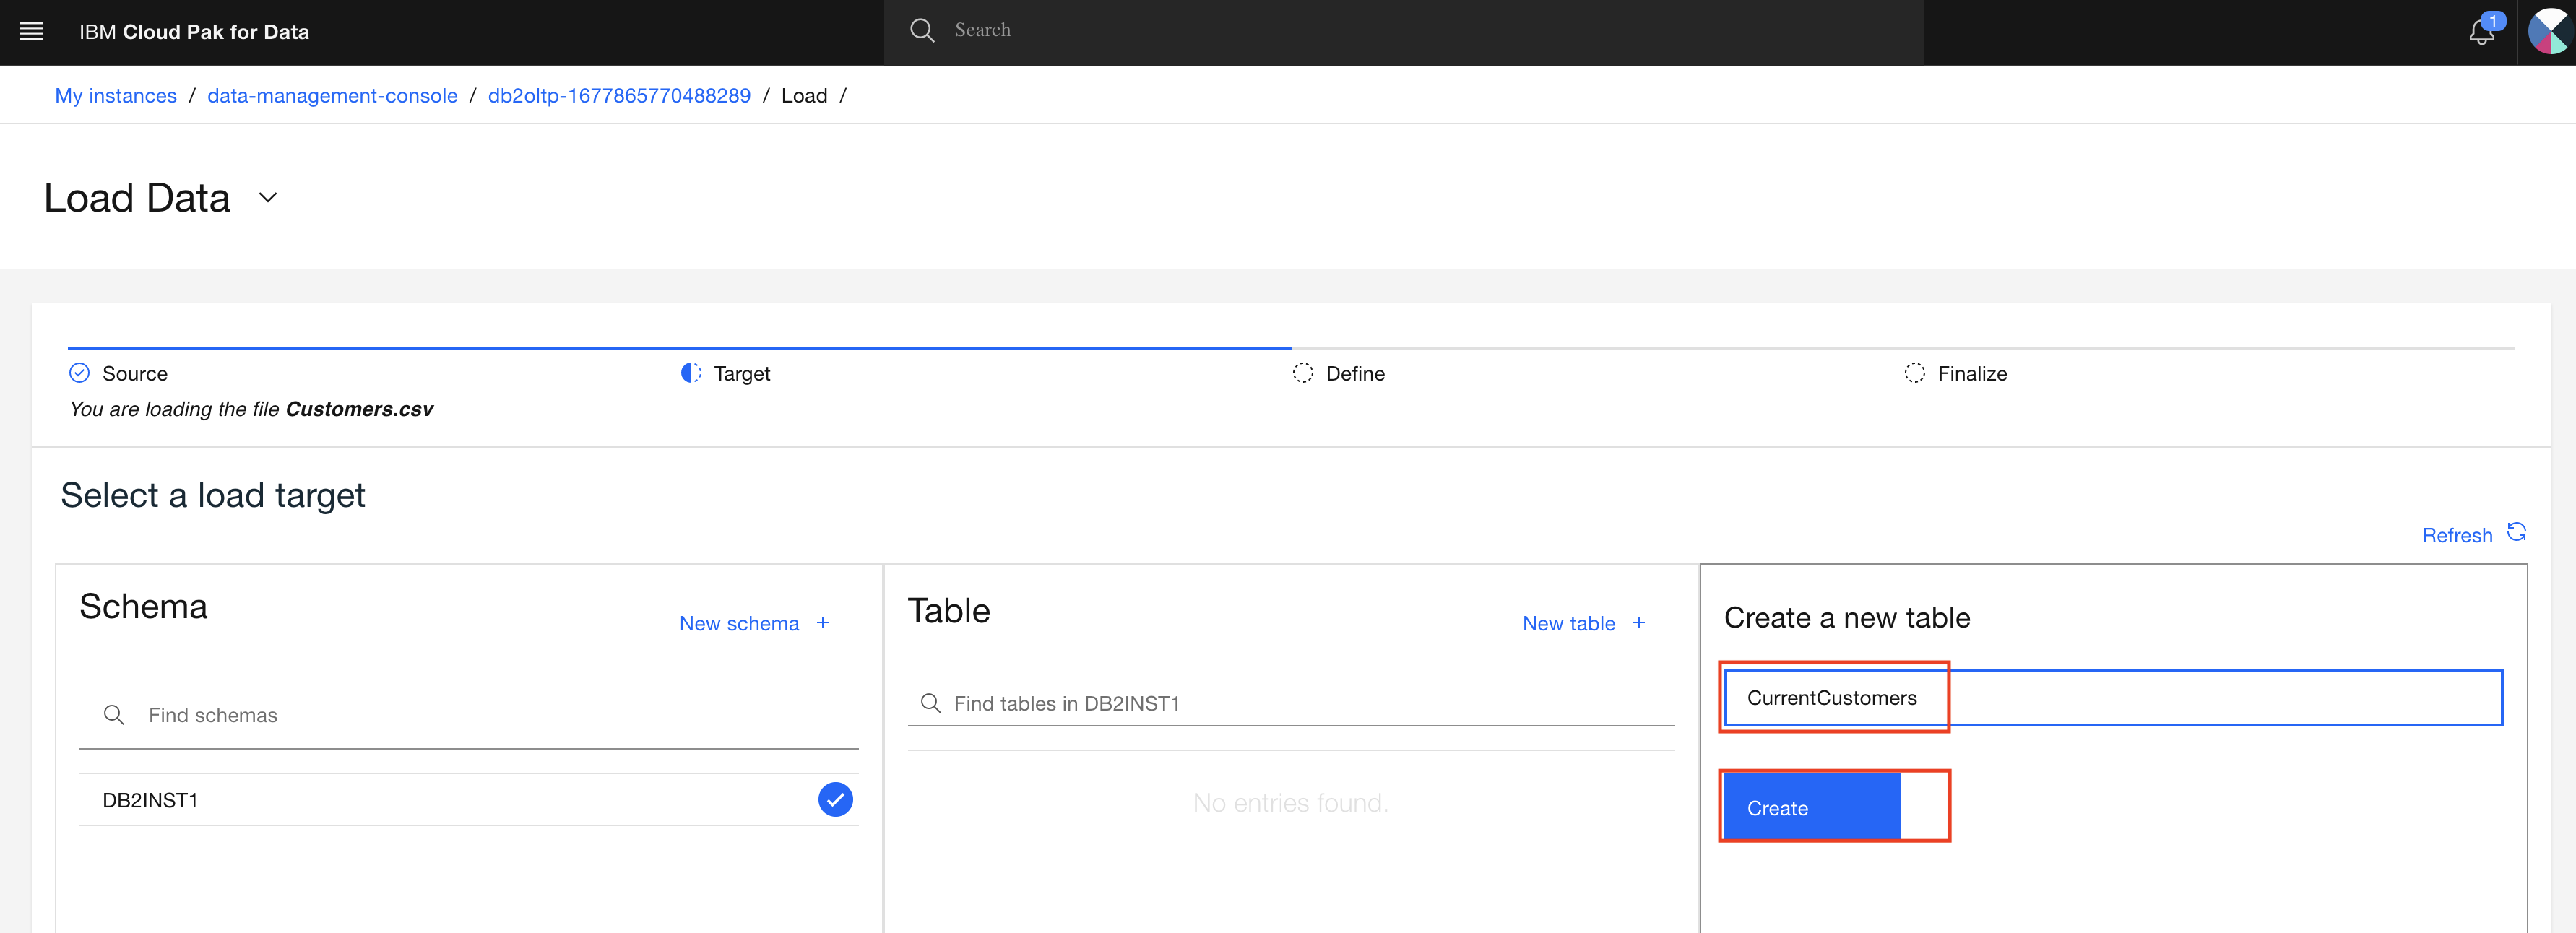 IBM Cloud Pak for Data
Search
1
My instances / data-management-console / db2oltp-1677865770488289 / Load /
Load Data
Source
Target
Define
Finalize
You are loading the file Customers.csv
Select a load target
Refresh
Schema
New schema +
Find schemas
DB2INST1
Table
New table +
Find tables in DB2INST1
No entries found.
Create a new table
CurrentCustomers
Create